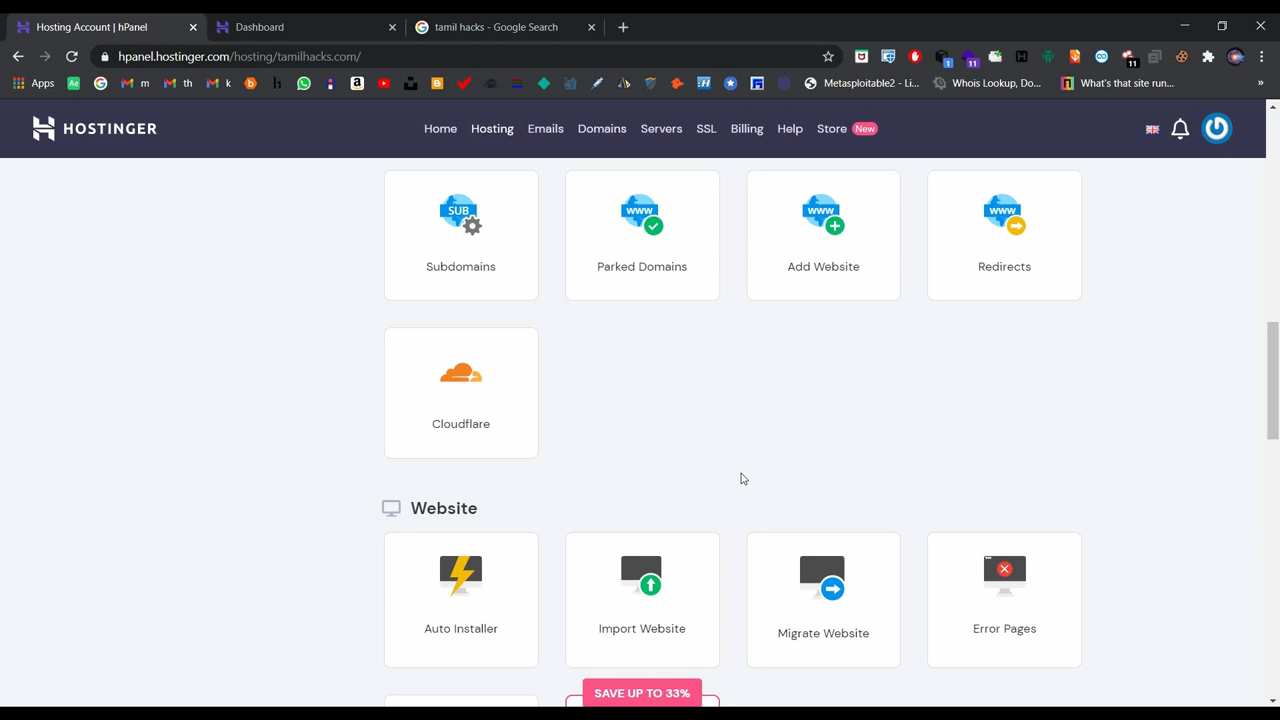 Hosting Account | hPanel
Dashboard
tamil hacks - Google Search
hpanel.hostinger.com/hosting/tamilhacks.com/
1
11
11
Apps
m
th
k
Metasploitable2 - Li...
Whois Lookup, Do...
What's that site run...
HOSTINGER
Home
Hosting
Emails
Domains
Servers
SSL
Billing
Help
Store
New
SUB
www
www
www
Subdomains
Parked Domains
Add Website
Redirects
Cloudflare
Website
Auto Installer
Import Website
Migrate Website
Error Pages
SAVE UP TO 33%